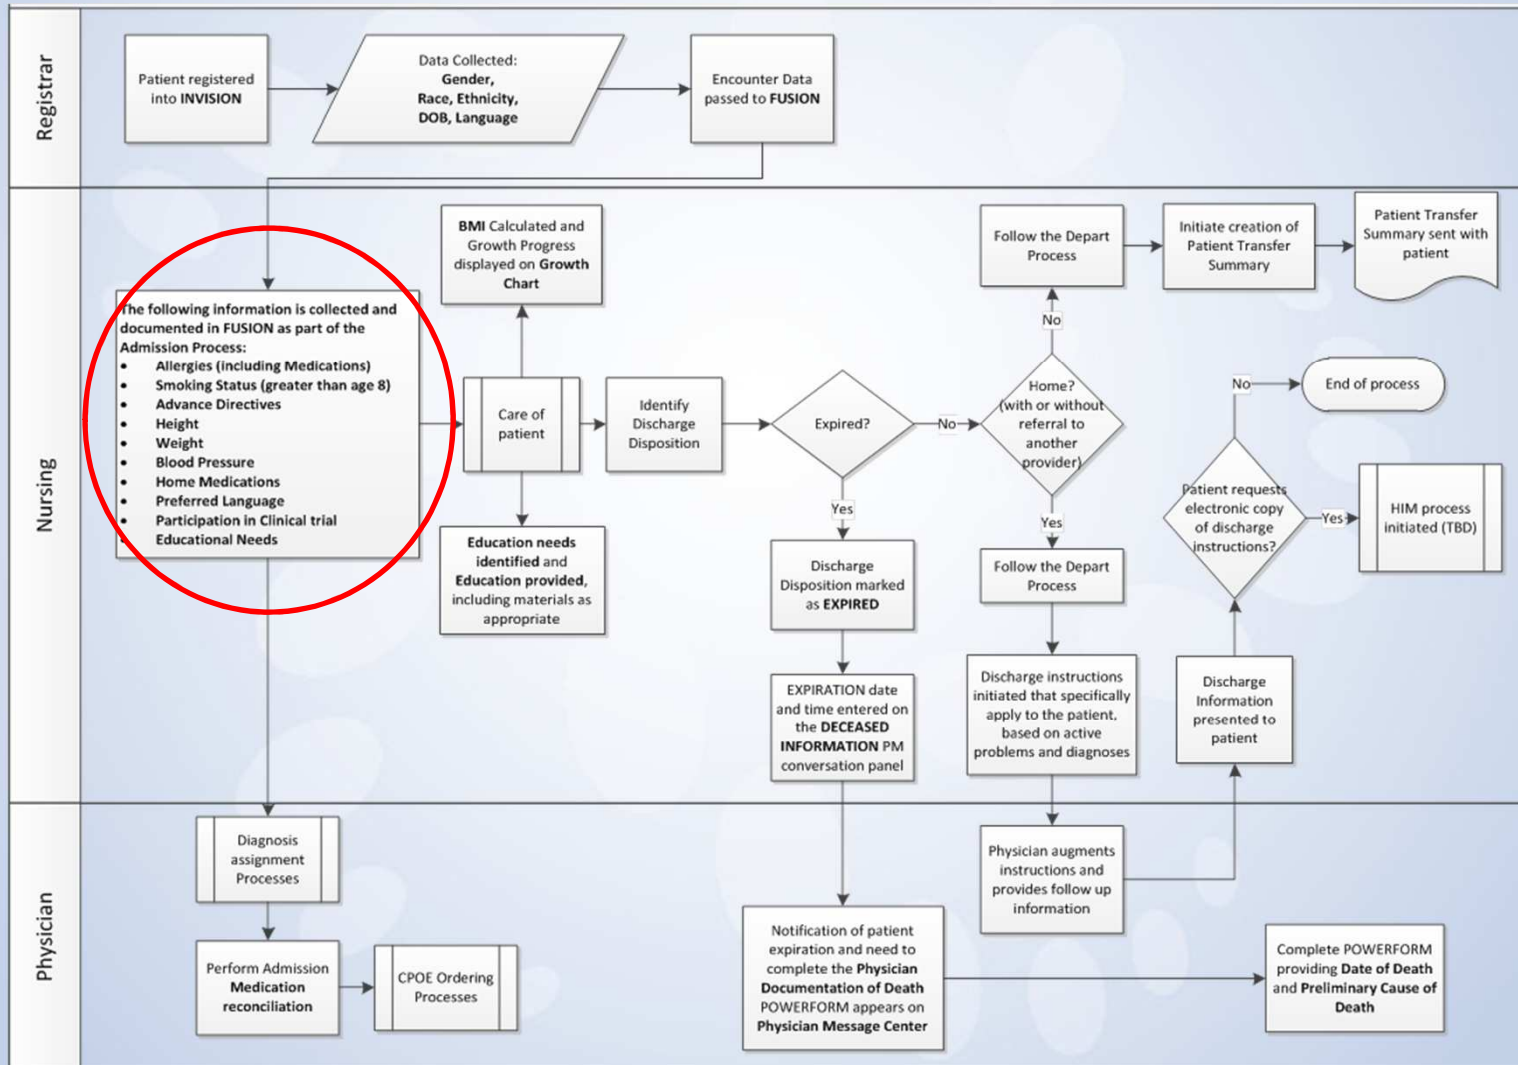 Registrar
Patient registered
into INVISION
Data Collected:
Gender,
Race, Ethnicity,
DOB, Language
Encounter Data
passed to FUSION
Nursing
The following information is collected and
documented in FUSION as part of the
Admission Process:
• Allergies (including Medications)
• Smoking Status (greater than age 8)
• Advance Directives
• Height
• Weight
• Blood Pressure
• Home Medications
• Preferred Language
• Participation in Clinical trial
• Educational Needs
BMI Calculated and
Growth Progress
displayed on Growth
Chart
Care of
patient
Education needs
identified and
Education provided,
including materials as
appropriate
Identify
Discharge
Disposition
Expired?
No
Yes
Discharge
Disposition marked
as EXPIRED
EXPIRATION date
and time entered on
the DECEASED
INFORMATION PM
conversation panel
Home?
(with or without
referral to
another
provider)
No
Follow the Depart
Process
Initiate creation of
Patient Transfer
Summary
Patient Transfer
Summary sent with
patient
Yes
Follow the Depart
Process
Discharge instructions
initiated that specifically
apply to the patient,
based on active
problems and diagnoses
Discharge
Information
presented to
patient
Patient requests
electronic copy
of discharge
instructions?
No
End of process
Yes
HIM process
initiated (TBD)
Physician
Diagnosis
assignment
Processes
Perform Admission
Medication
reconciliation
CPOE Ordering
Processes
Notification of patient
expiration and need to
complete the Physician
Documentation of Death
POWERFORM appears on
Physician Message Center
Physician augments
instructions and
provides follow up
information
Complete POWERFORM
providing Date of Death
and Preliminary Cause of
Death